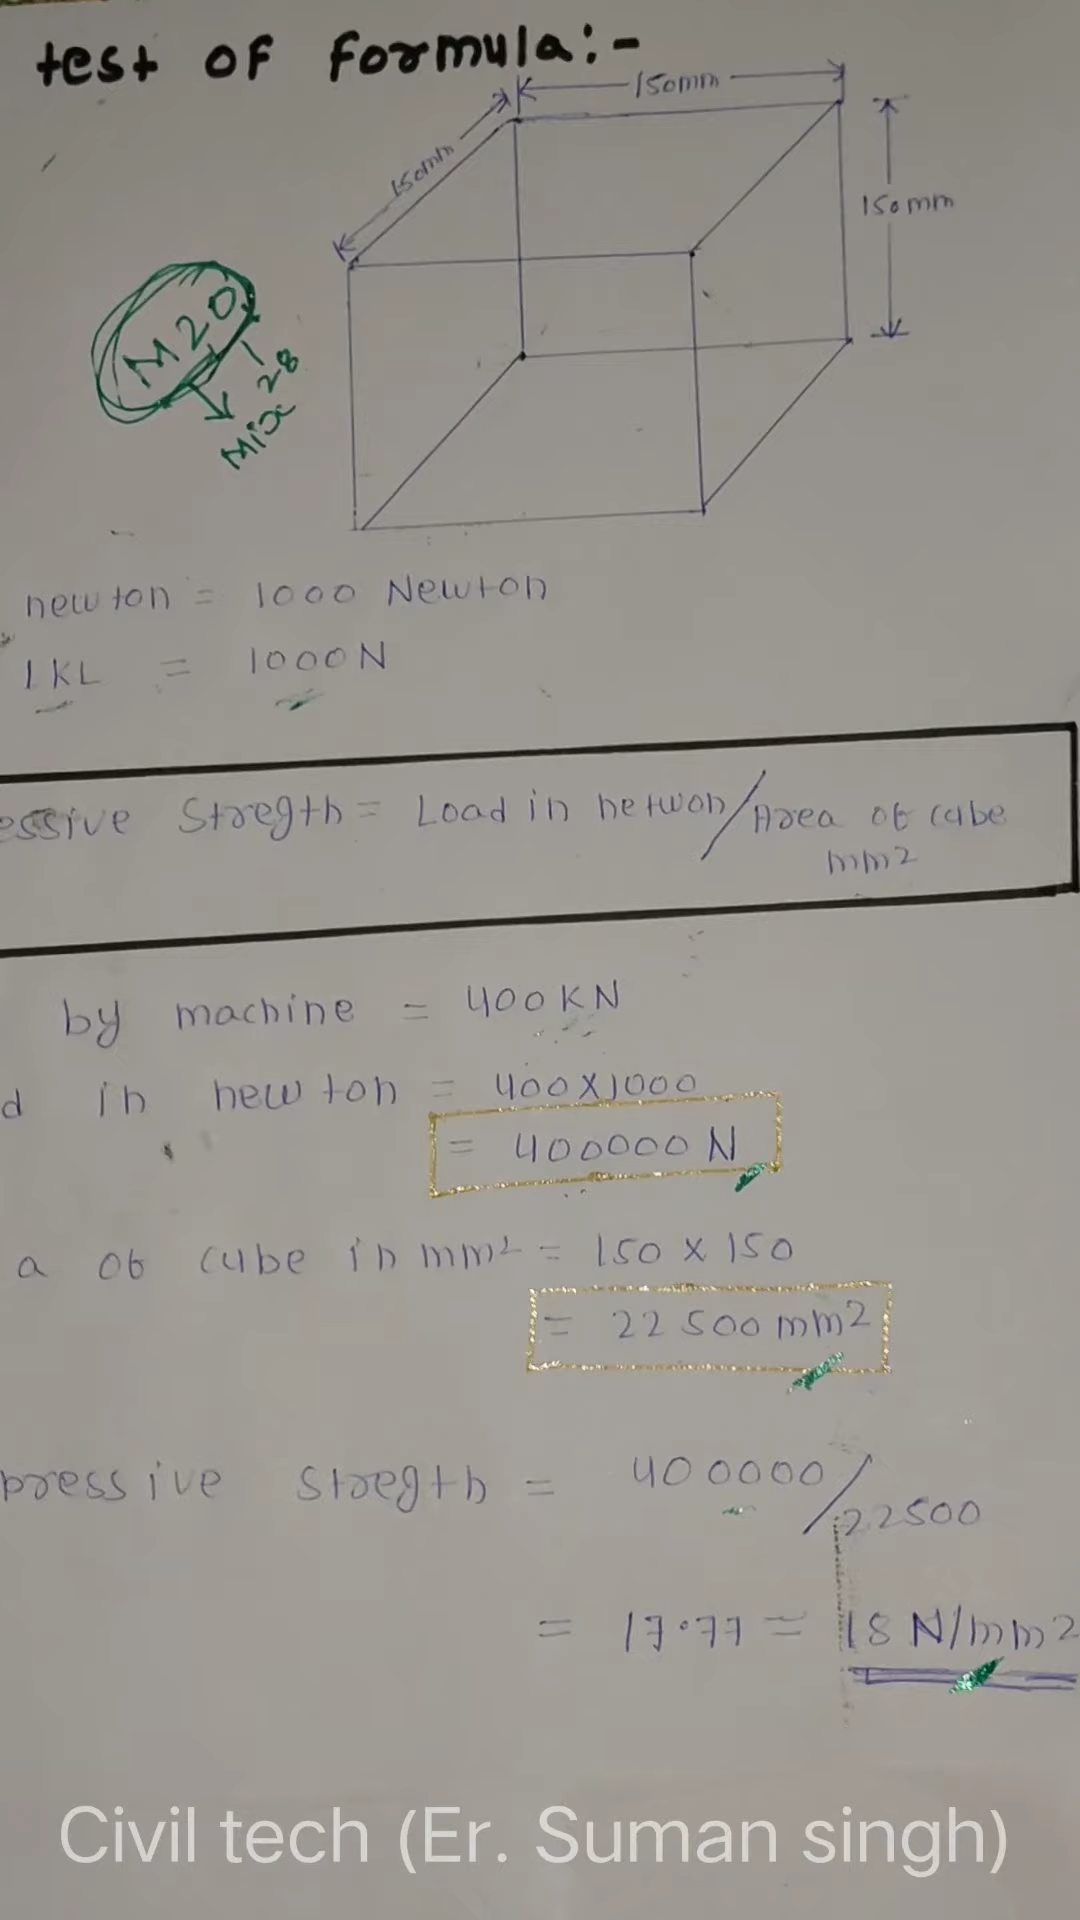 test of formula:-
150mm
150mm
150mm
M20
28
Mix
newton = 1000 Newton
1 KL = 1000N
essive Stregth = Load in netwon/Area of cube
mm2
by machine = 400KN
d in newton = 400X1000
= 400000 N
a of cube in mm2 = 150 x 150
= 22500 mm2
pressive Stregth = 400000/22500
= 17.77 = 18 N/mm2
Civil tech (Er. Suman singh)